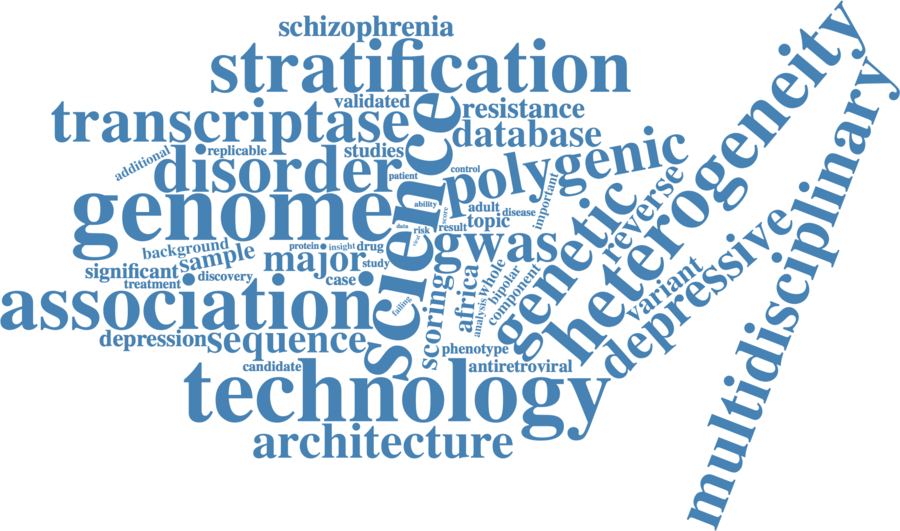 schizophrenia
stratification
validated
resistance
transcriptase
database
additional
replicable
studies
science
polygenic
heterogeneity
multidisciplinary
disorder
patient
control
genome
ability
score
adult
disease
important
genetic
reverse
data
risk
result
topic
viral
gwas
background
sample
protein
insight
drug
major
study
significant
treatment
discovery
case
whole
bipolar
component
africa
analysis
scoring
variant
depressive
association
failing
depression
sequence
phenotype
candidate
antiretroviral
technology
architecture